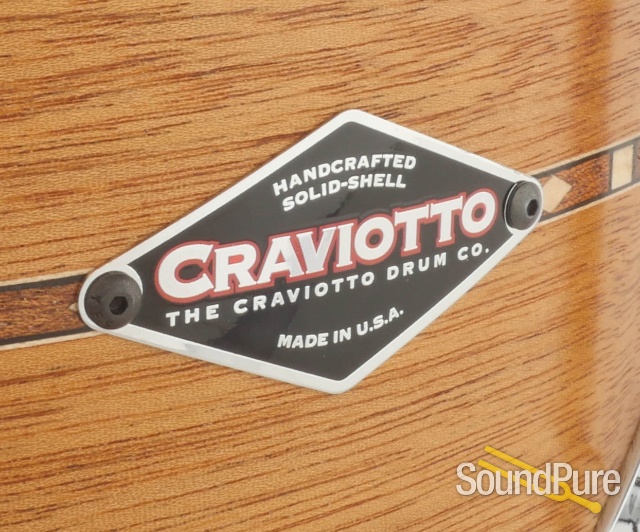 HANDCRAFTED
SOLID-SHELL
CRAVIOTTO
THE CRAVIOTTO DRUM CO.
MADE IN U.S.A.
SoundPure